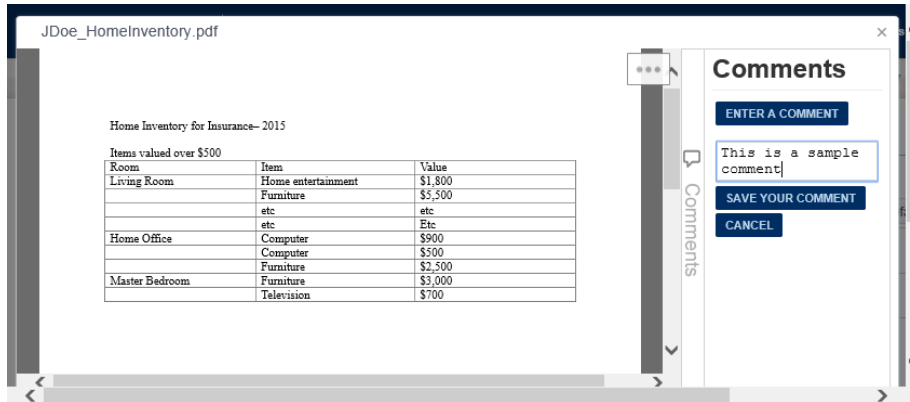 JDoe_HomeInventory.pdf
Home Inventory for Insurance– 2015
Items valued over $500
Room Item Value
Living Room Home entertainment $1,800
Furniture $5,500
etc etc
etc Etc
Home Office Computer $900
Computer $500
Furniture $2,500
Master Bedroom Furniture $3,000
Television $700
Comments
Comments
ENTER A COMMENT
This is a sample
comment
SAVE YOUR COMMENT
CANCEL